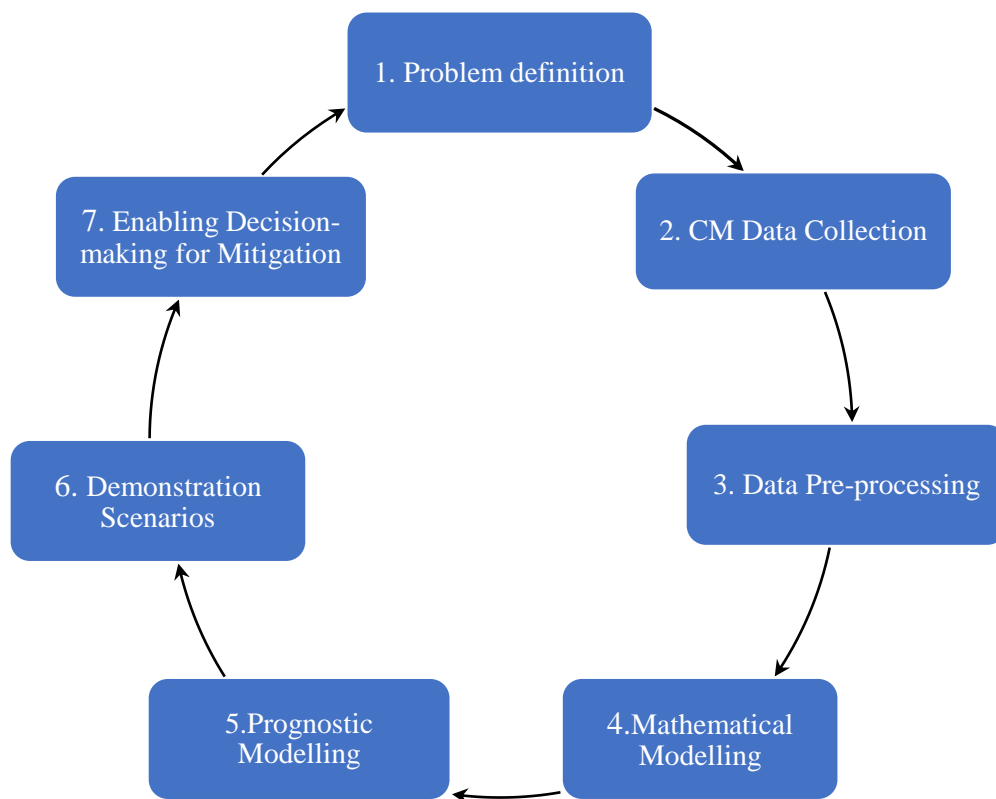 1. Problem definition
2. CM Data Collection
3. Data Pre-processing
4.Mathematical
Modelling
5.Prognostic
Modelling
6. Demonstration
Scenarios
7. Enabling Decision-
making for Mitigation